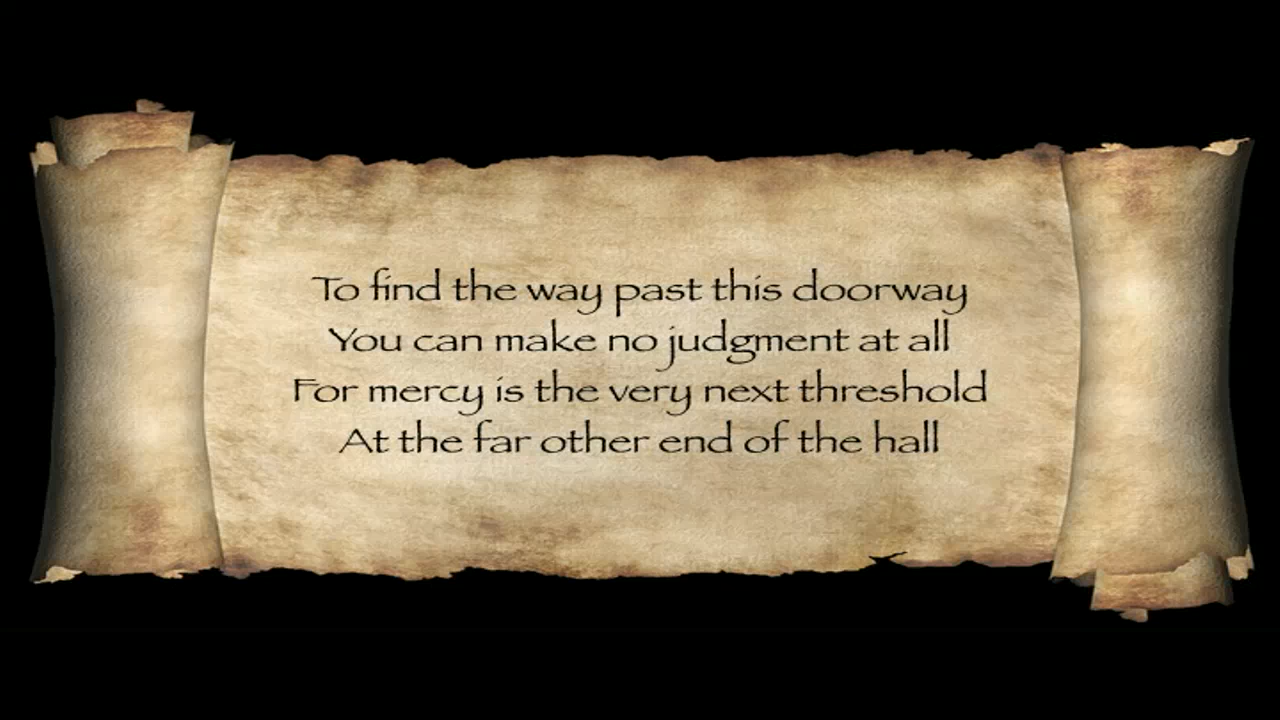 To find the way past this doorway
You can make no judgment at all
For mercy is the very next threshold
At the far other end of the hall